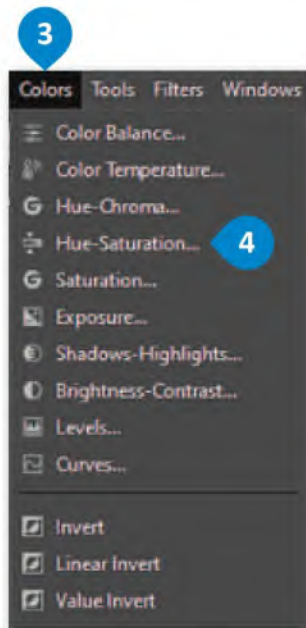 3
Colors Tools Filters Windows
Color Balance...
Color Temperature...
Hue-Chroma...
Hue-Saturation... 4
Saturation...
Exposure...
Shadows-Highlights...
Brightness-Contrast...
Levels...
Curves...
Invert
Linear Invert
Value Invert